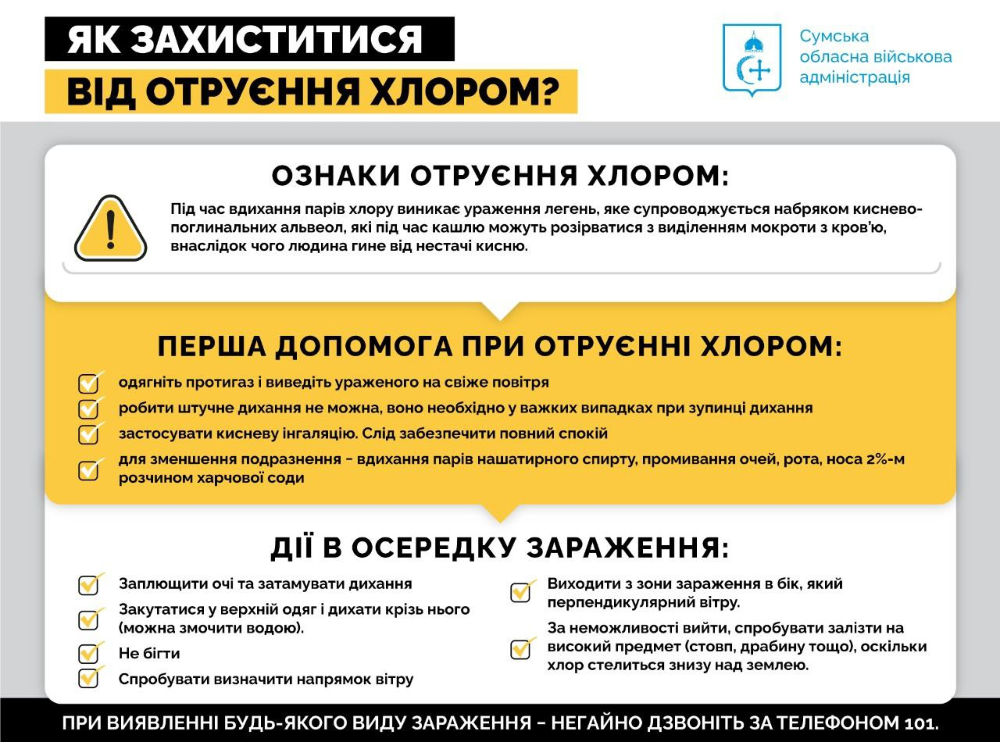 ЯК ЗАХИСТИТИСЯ
ВІД ОТРУЄННЯ ХЛОРОМ?
Сумська
обласна військова
адміністрація
ОЗНАКИ ОТРУЄННЯ ХЛОРОМ:
Під час вдихання парів хлору виникає ураження легень, яке супроводжується набряком киснево-
поглинальних альвеол, які під час кашлю можуть розірватися з виділенням мокроти з кров’ю,
внаслідок чого людина гине від нестачі кисню.
ПЕРША ДОПОМОГА ПРИ ОТРУЄННІ ХЛОРОМ:
одягніть протигаз і виведіть ураженого на свіже повітря
робити штучне дихання не можна, воно необхідно у важких випадках при зупинці дихання
застосувати кисневу інгаляцію. Слід забезпечити повний спокій
для зменшення подразнення – вдихання парів нашатирного спирту, промивання очей, рота, носа 2%-м
розчином харчової соди
ДІЇ В ОСЕРЕДКУ ЗАРАЖЕННЯ:
Заплющити очі та затамувати дихання
Закутатися у верхній одяг і дихати крізь нього
(можна змочити водою).
Не бігти
Спробувати визначити напрямок вітру
Виходити з зони зараження в бік, який
перпендикулярний вітру.
За неможливості вийти, спробувати залізти на
високий предмет (стовп, драбину тощо), оскільки
хлор стелиться знизу над землею.
ПРИ ВИЯВЛЕННІ БУДЬ-ЯКОГО ВИДУ ЗАРАЖЕННЯ – НЕГАЙНО ДЗВОНІТЬ ЗА ТЕЛЕФОНОМ 101.